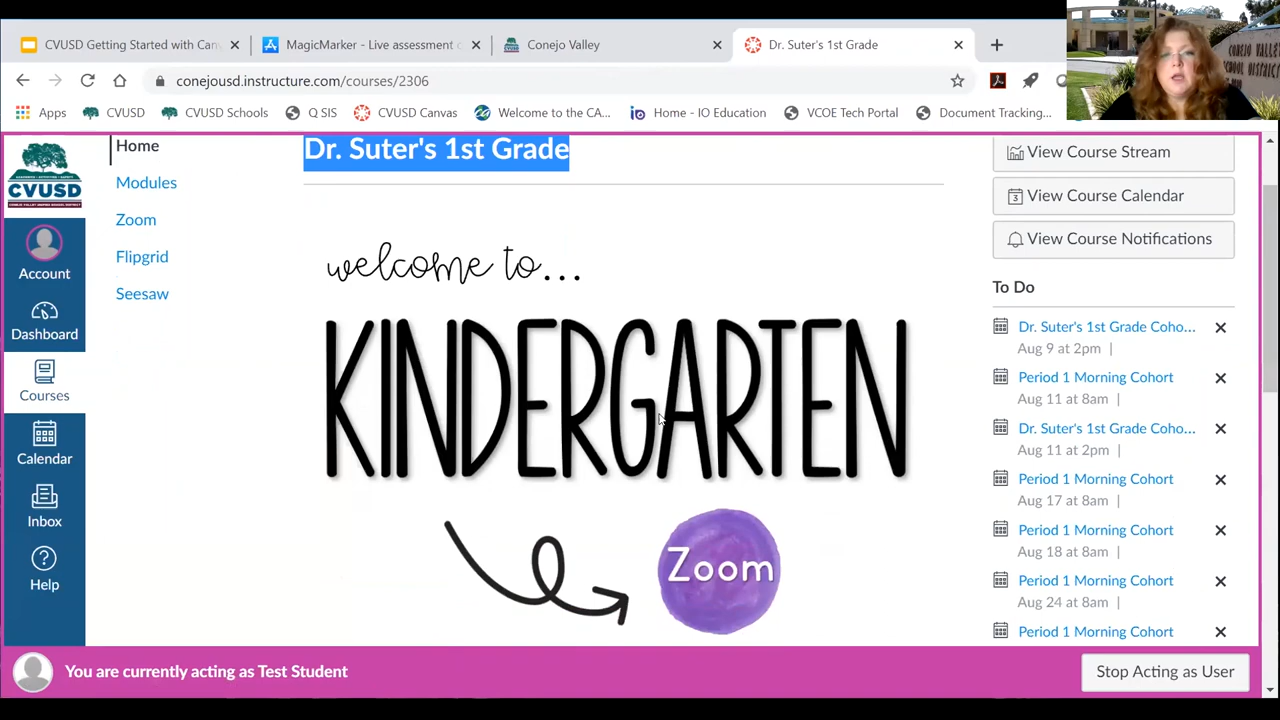 CVUSD Getting Started with Can
MagicMarker - Live assessment
Conejo Valley
Dr. Suter's 1st Grade
conejousd.instructure.com/courses/2306
Apps
CVUSD
CVUSD Schools
Q SIS
CVUSD Canvas
Welcome to the CA...
Home - IO Education
VCOE Tech Portal
Document Tracking...
CONEJO VALLEY
SCHOOL DISTRICT
CVUSD
Account
Dashboard
Courses
Calendar
Inbox
Help
Home
Modules
Zoom
Flipgrid
Seesaw
Dr. Suter's 1st Grade
welcome to...
KINDERGARTEN
Zoom
View Course Stream
3 View Course Calendar
View Course Notifications
To Do
Dr. Suter's 1st Grade Coho...
Aug 9 at 2pm |
Period 1 Morning Cohort
Aug 11 at 8am |
Dr. Suter's 1st Grade Coho...
Aug 11 at 2pm |
Period 1 Morning Cohort
Aug 17 at 8am |
Period 1 Morning Cohort
Aug 18 at 8am |
Period 1 Morning Cohort
Aug 24 at 8am |
Period 1 Morning Cohort
You are currently acting as Test Student
Stop Acting as User